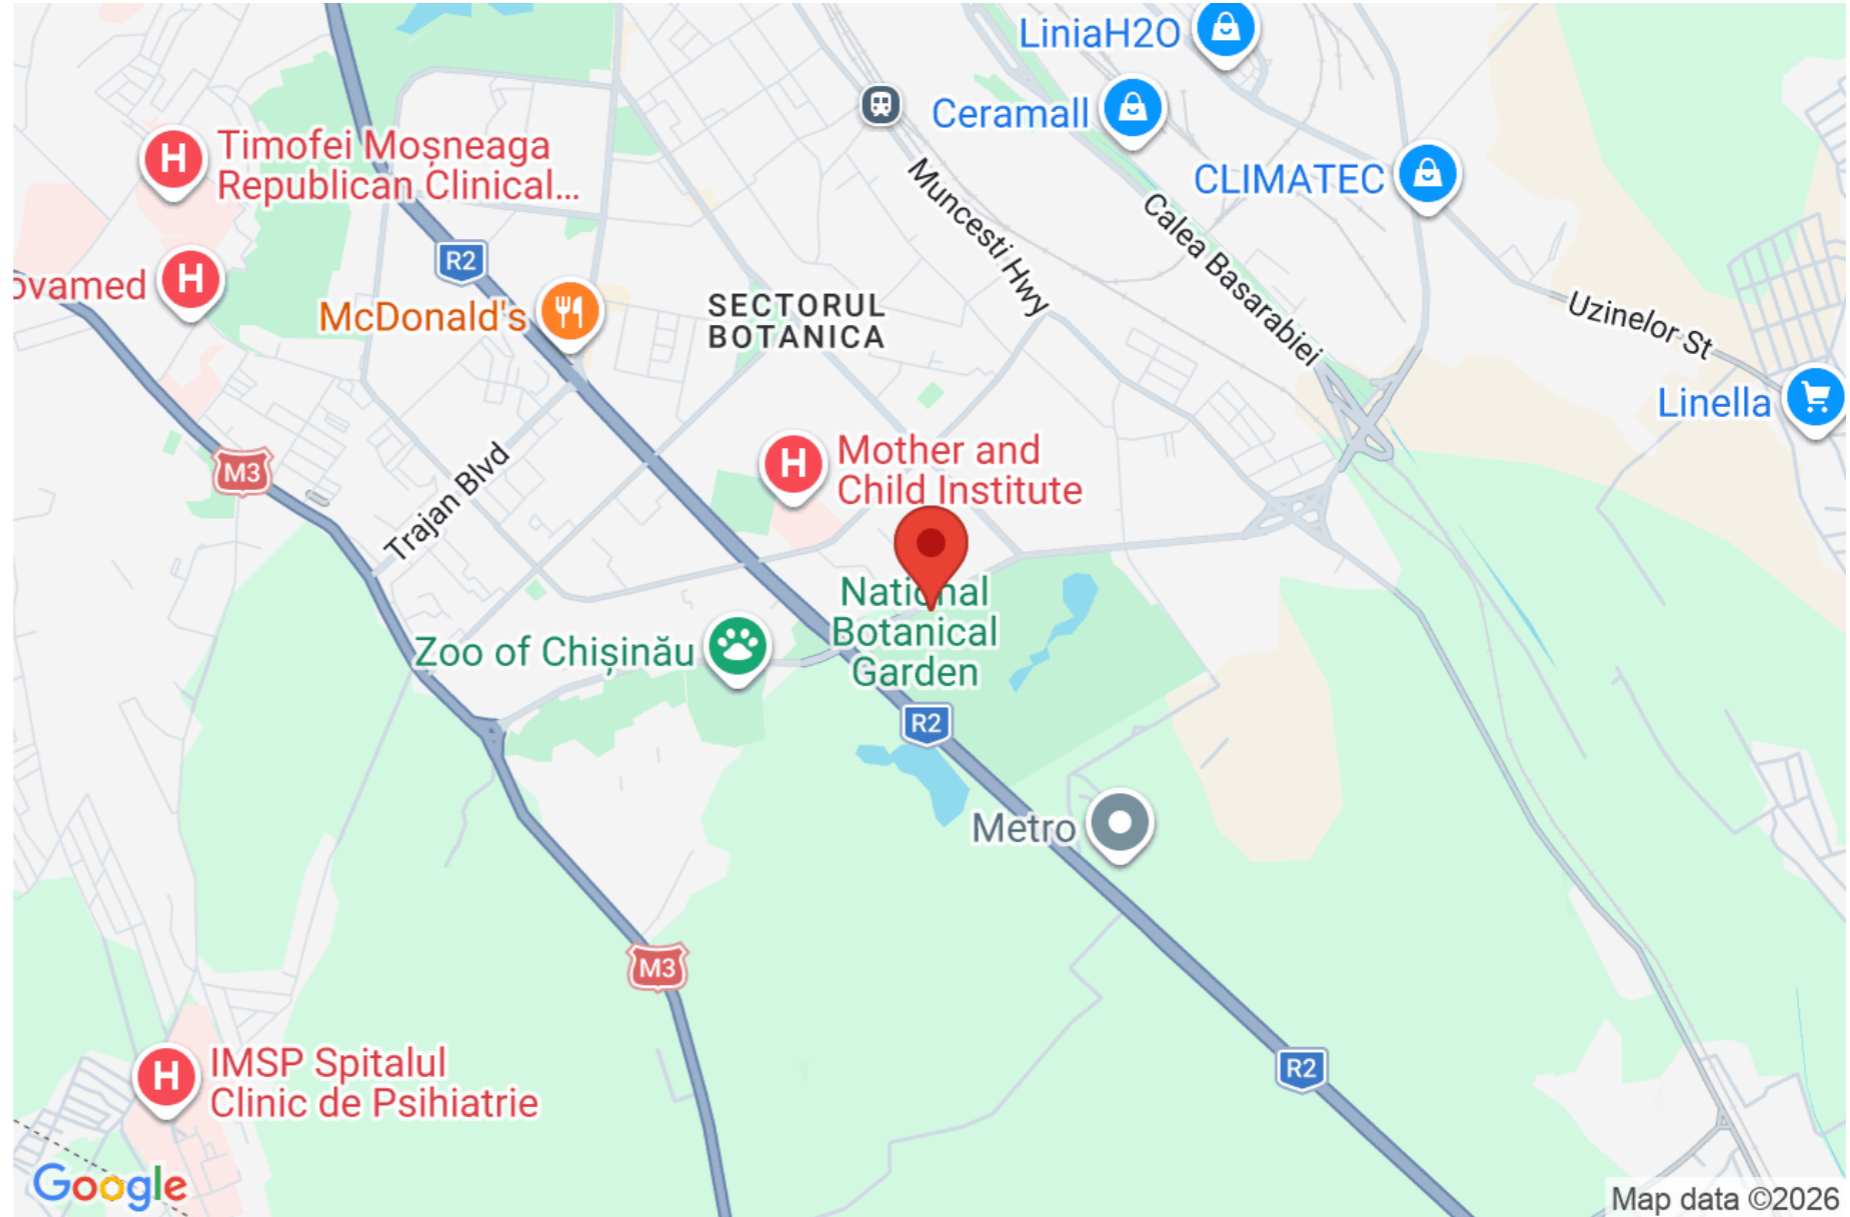 LiniaH2O
Ceramall
CLIMATEC
Timofei Moșneaga
Republican Clinical...
Muncesti Hwy
Calea Basarabiei
R2
ovamed
McDonald's
SECTORUL
BOTANICA
Uzinelor St
Linella
M3
Trajan Blvd
Mother and
Child Institute
National
Botanical
Garden
Zoo of Chișinău
R2
Metro
M3
IMSP Spitalul
Clinic de Psihiatrie
R2
Google
Map data ©2026